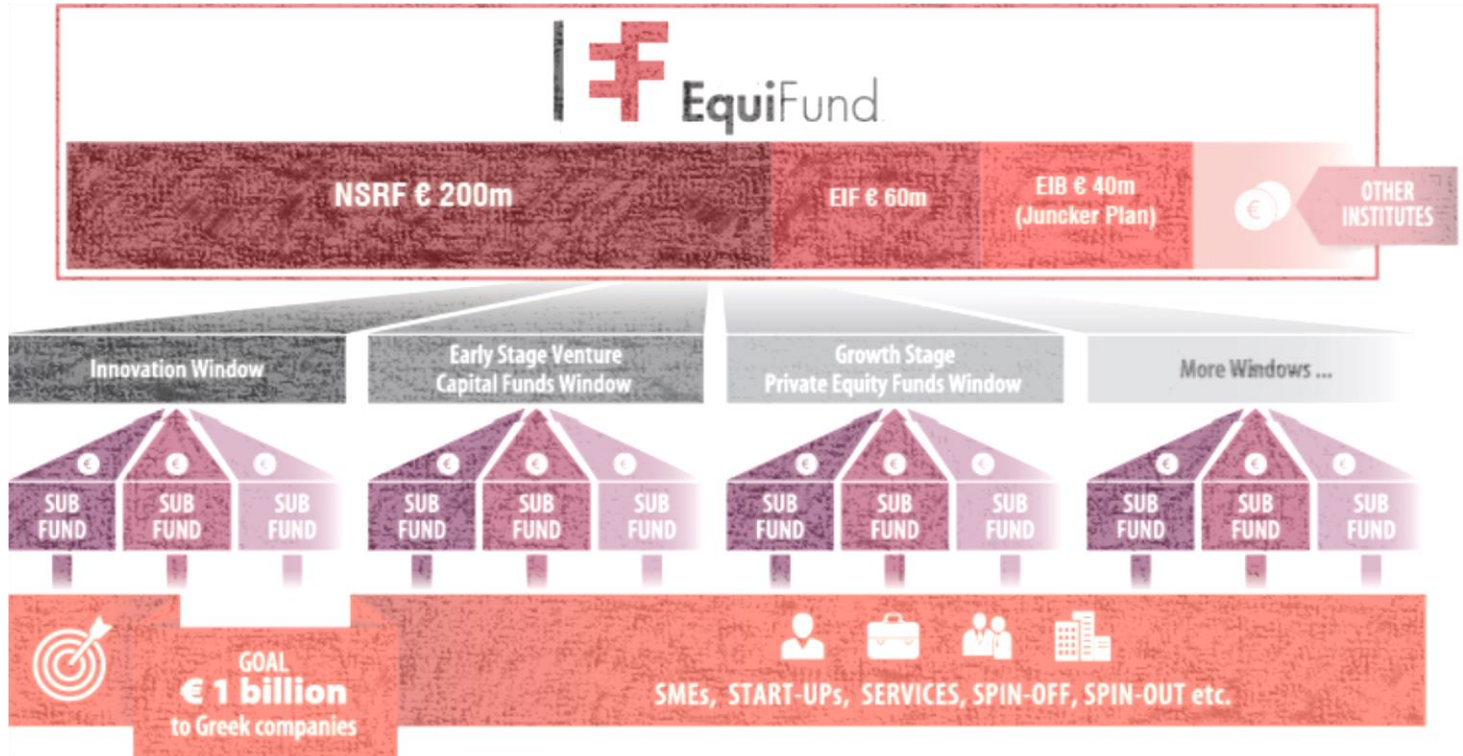 EquiFund
NSRF € 200m
EIF € 60m
EIB € 40m
(Juncker Plan)
€
OTHER
INSTITUTES
Innovation Window
Early Stage Venture
Capital Funds Window
Growth Stage
Private Equity Funds Window
More Windows ...
€
€
€
€
€
€
€
€
€
€
€
€
SUB
FUND
SUB
FUND
SUB
FUND
SUB
FUND
SUB
FUND
SUB
FUND
SUB
FUND
SUB
FUND
SUB
FUND
SUB
FUND
SUB
FUND
SUB
FUND
GOAL
€ 1 billion
to Greek companies
SMEs, START-UPs, SERVICES, SPIN-OFF, SPIN-OUT etc.